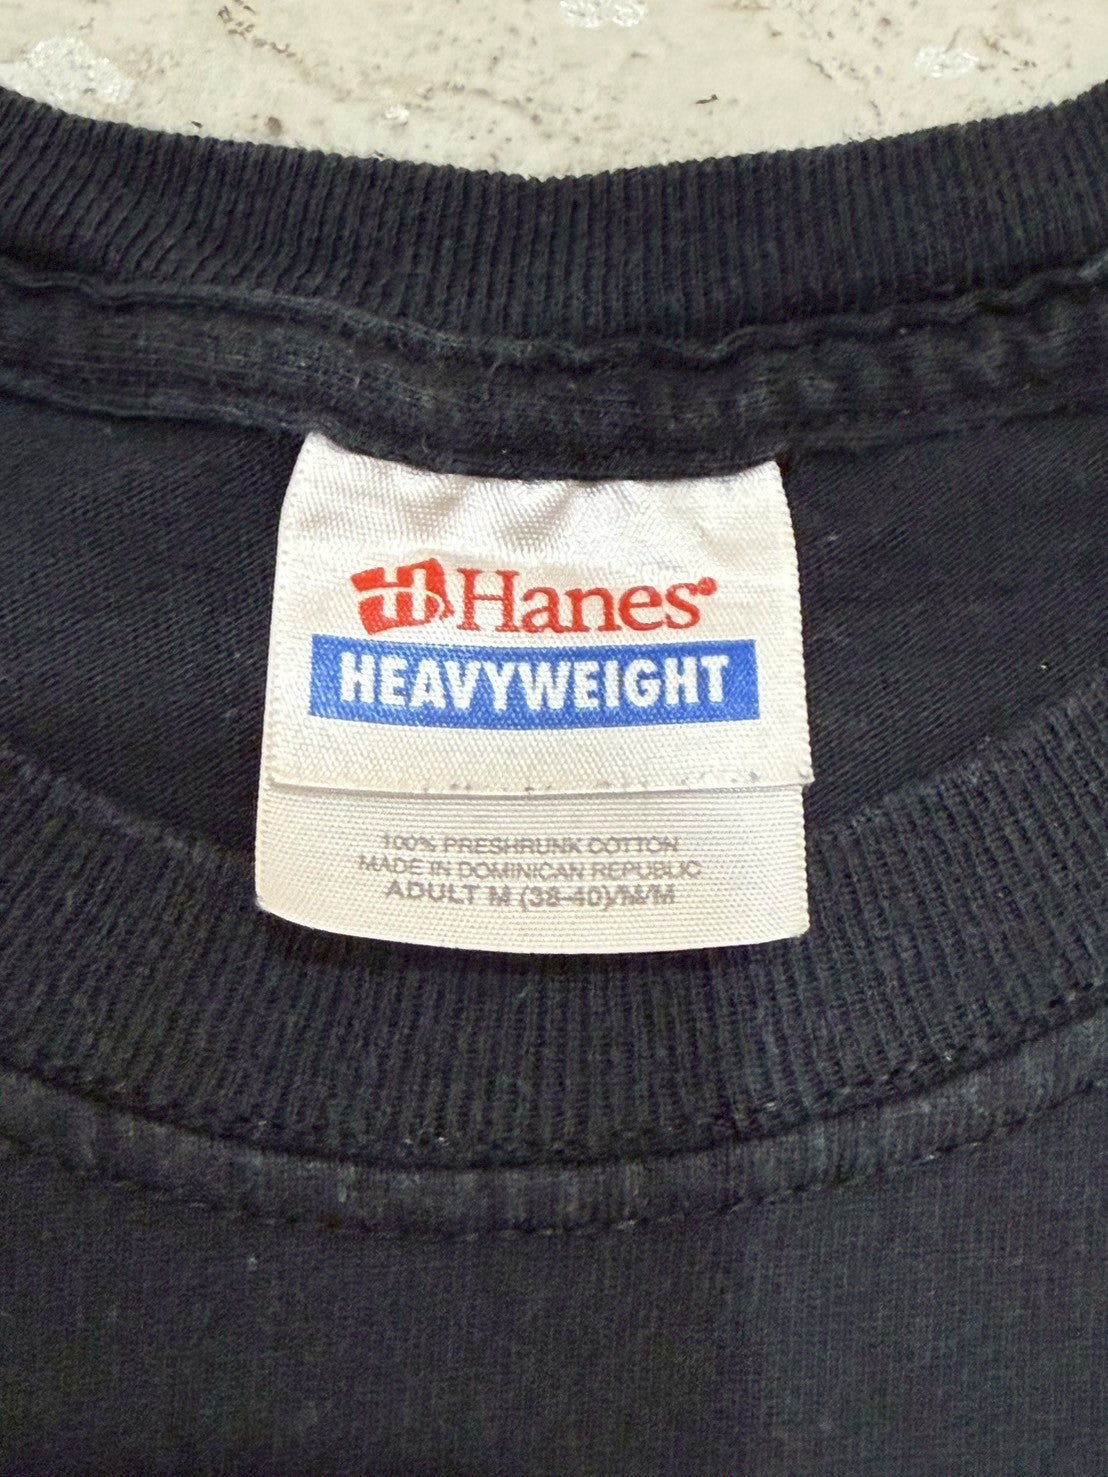 Hanes®
HEAVYWEIGHT
100% PRESHRUNK COTTON
MADE IN DOMINICAN REPUBLIC
ADULT M (38-40)/M/M